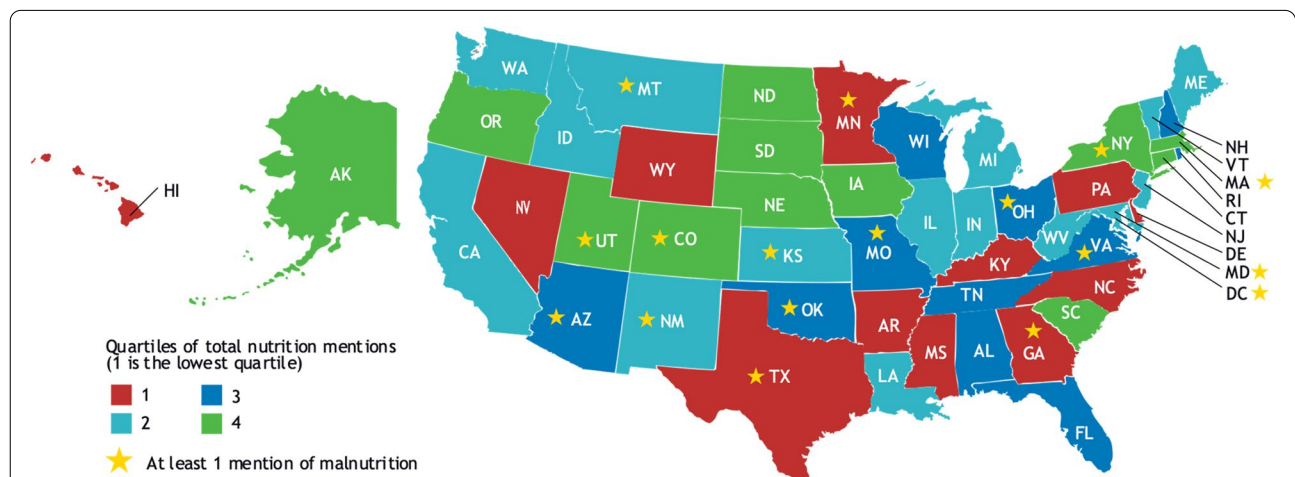 WA
MT
ND
MN
ME
OR
ID
SD
WI
MI
NY
NH
VT
MA
RI
CT
NJ
DE
MD
DC
HI
AK
WY
IA
PA
NV
NE
OH
UT
CO
IL
IN
WV
VA
CA
KS
MO
KY
NC
AZ
NM
OK
TN
SC
AR
MS
AL
GA
TX
LA
FL
Quartiles of total nutrition mentions
(1 is the lowest quartile)
1 3
2 4
At least 1 mention of malnutrition